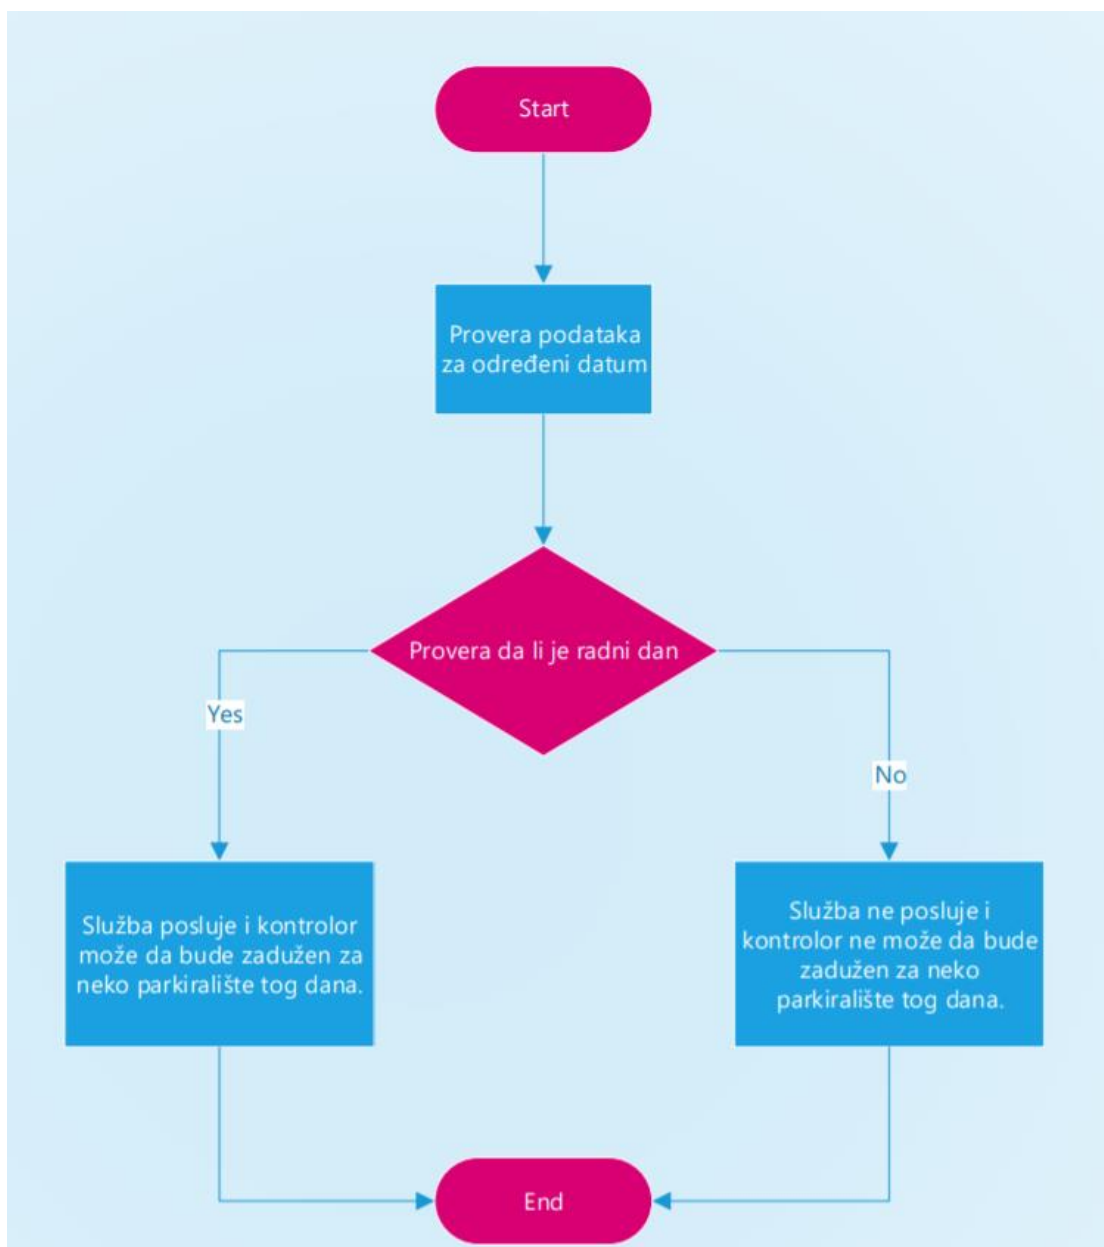 Start
Provera podataka
za određeni datum
Provera da li je radni dan
Yes
No
Služba posluje i kontrolor
može da bude zadužen za
neko parkiralište tog dana.
Služba ne posluje i
kontrolor ne može da bude
zadužen za neko
parkiralište tog dana.
End